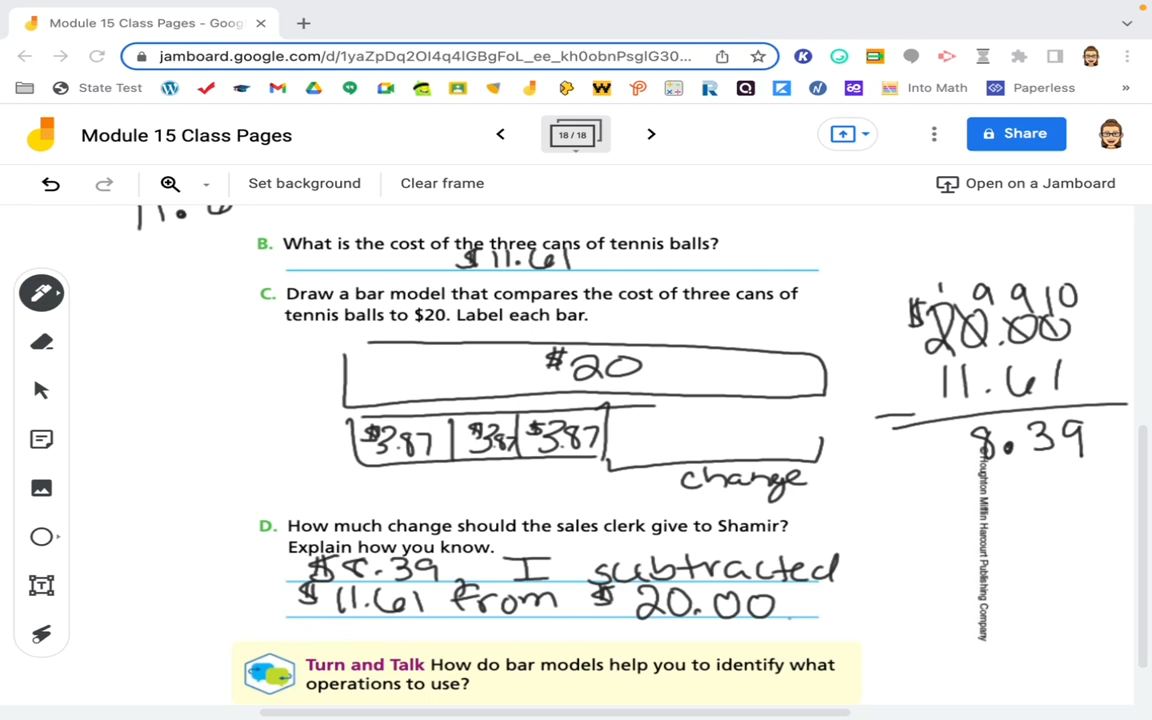 Module 15 Class Pages - Goog
jamboard.google.com/d/1yaZpDq2OI4q4lGBgFoL_ee_kh0obnPsglG30...
State Test
Into Math
Paperless
»
Module 15 Class Pages
18 / 18
Share
Set background
Clear frame
Open on a Jamboard
B. What is the cost of the three cans of tennis balls?
$11.61
C. Draw a bar model that compares the cost of three cans of
tennis balls to $20. Label each bar.
$20
$3.87 $3.87 $3.87
change
1 9 9 10
$20.00
11.61
8.39
D. How much change should the sales clerk give to Shamir?
Explain how you know.
$8.39 I subtracted
$11.61 from $20.00
© Houghton Mifflin Harcourt Publishing Company
Turn and Talk How do bar models help you to identify what
operations to use?